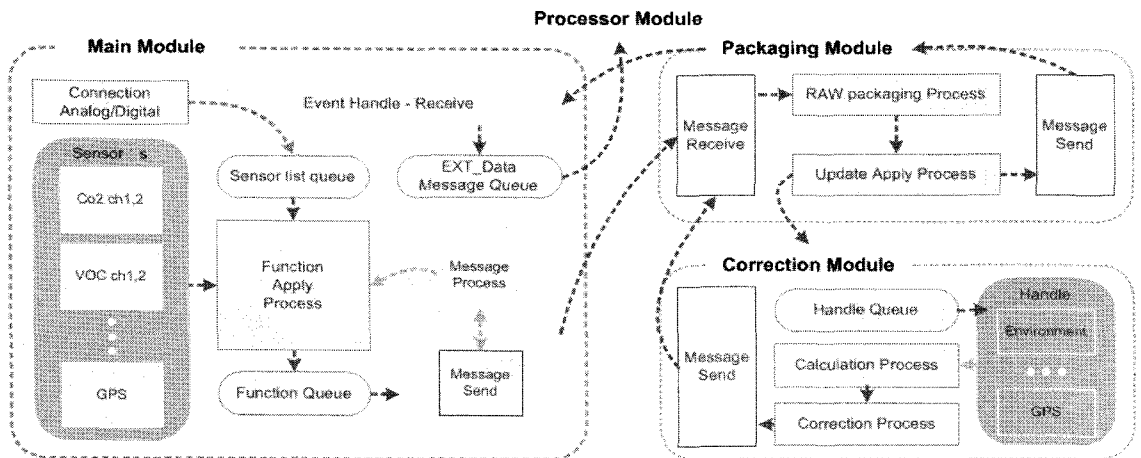 Processor Module
Main Module
Connection
Analog/Digital
Event Handle - Receive
Sensor s
Co2 ch1,2
VOC ch1,2
GPS
Sensor list queue
EXT_Data
Message Queue
Function
Apply
Process
Message
Process
Function Queue
Message
Send
Packaging Module
Message
Receive
RAW packaging Process
Update Apply Process
Message
Send
Correction Module
Message
Send
Handle Queue
Calculation Process
Correction Process
Handle
Environment
GPS